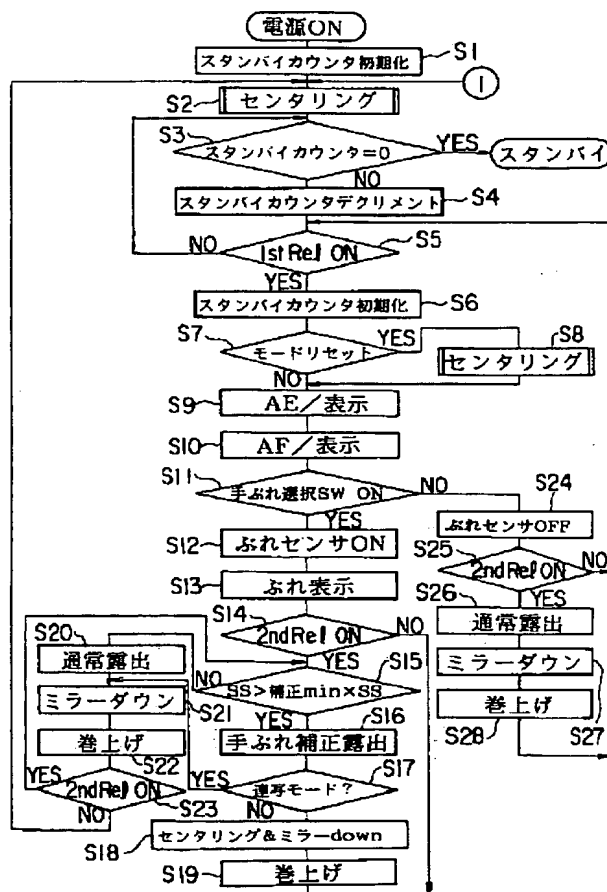 電源ON
スタンバイカウンタ初期化
S1
1
S2
センタリング
S3
スタンバイカウンタ=0
YES
スタンバイ
NO
スタンバイカウンタデクリメント
S4
NO
1st Rel ON
S5
YES
スタンバイカウンタ初期化
S6
S7
モードリセット
YES
S8
センタリング
NO
S9
AE/表示
S10
AF/表示
S11
手ぶれ選択SW ON
NO
YES
S24
ぶれセンサOFF
S12
ぶれセンサON
S25
2nd Rel ON
NO
YES
S13
ぶれ表示
S26
通常露出
S14
2nd Rel ON
NO
YES
S20
通常露出
S15
SS>補正min×SS
NO
YES
ミラーダウン
S27
ミラーダウン
S21
S16
手ぶれ補正露出
巻上げ
S28
巻上げ
S22
S17
連写モード?
YES
NO
YES
2nd Rel ON
S23
NO
センタリング&ミラーdown
S18
S19
巻上げ